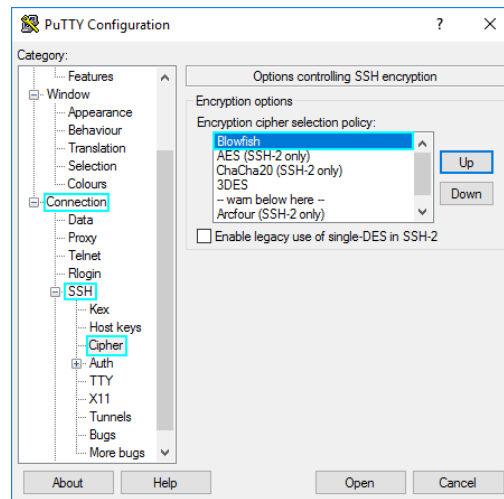 PuTTY Configuration
?
Category:
Features
Window
Appearance
Behaviour
Translation
Selection
Colours
Connection
Data
Proxy
Telnet
Rlogin
SSH
Kex
Host keys
Cipher
Auth
TTY
X11
Tunnels
Bugs
More bugs
Options controlling SSH encryption
Encryption options
Encryption cipher selection policy:
Blowfish
AES (SSH-2 only)
ChaCha20 (SSH-2 only)
3DES
-- warn below here --
Arcfour (SSH-2 only)
Up
Down
Enable legacy use of single-DES in SSH-2
About
Help
Open
Cancel